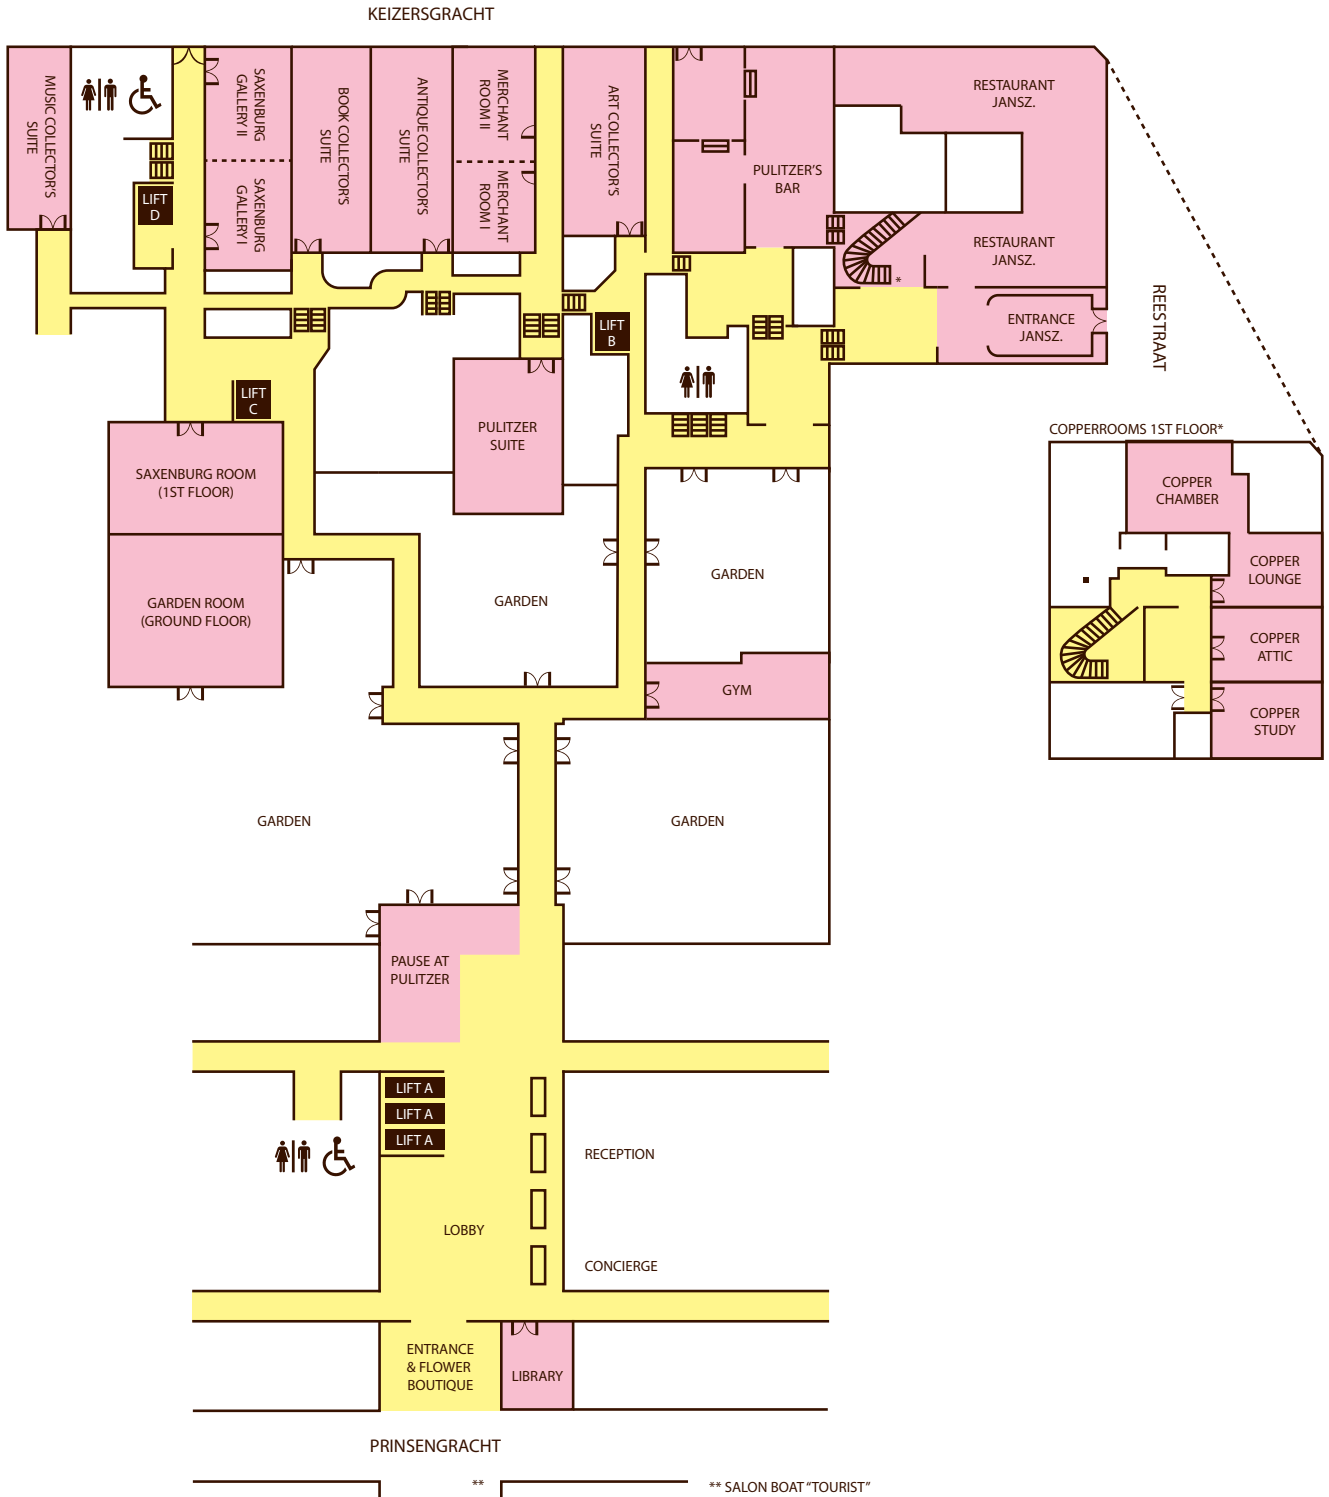 KEIZERSGRACHT
MUSIC COLLECTOR'S
SUITE
SAXENBURG
GALLERY II
SAXENBURG
GALLERY I
BOOK COLLECTOR'S
SUITE
ANTIQUE COLLECTOR'S
SUITE
MERCHANT
ROOM II
MERCHANT
ROOM I
ART COLLECTOR'S
SUITE
PULITZER'S
BAR
RESTAURANT
JANSZ.
RESTAURANT
JANSZ.
*
ENTRANCE
JANSZ.
REESTRAAT
LIFT
D
LIFT
B
LIFT
C
PULITZER
SUITE
SAXENBURG ROOM
(1ST FLOOR)
GARDEN ROOM
(GROUND FLOOR)
GARDEN
GARDEN
GYM
COPPERROOMS 1ST FLOOR*
COPPER
CHAMBER
COPPER
LOUNGE
COPPER
ATTIC
COPPER
STUDY
GARDEN
GARDEN
PAUSE AT
PULITZER
LIFT A
LIFT A
LIFT A
RECEPTION
LOBBY
CONCIERGE
ENTRANCE
& FLOWER
BOUTIQUE
LIBRARY
PRINSENGRACHT
**
** SALON BOAT "TOURIST"